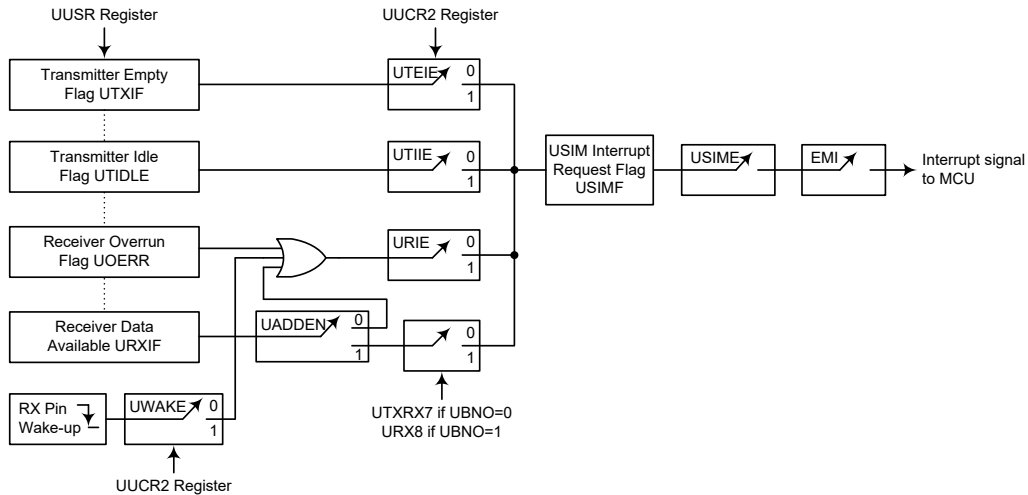 UUSR Register
UUCR2 Register
Transmitter Empty
Flag UTXIF
UTEIE
0
1
Transmitter Idle
Flag UTIDLE
UTIIE
0
1
USIM Interrupt
Request Flag
USIMF
USIME
EMI
Interrupt signal
to MCU
Receiver Overrun
Flag UOERR
URIE
0
1
Receiver Data
Available URXIF
UADDEN
0
1
0
1
RX Pin
Wake-up
UWAKE
0
1
UTXRX7 if UBNO=0
URX8 if UBNO=1
UUCR2 Register